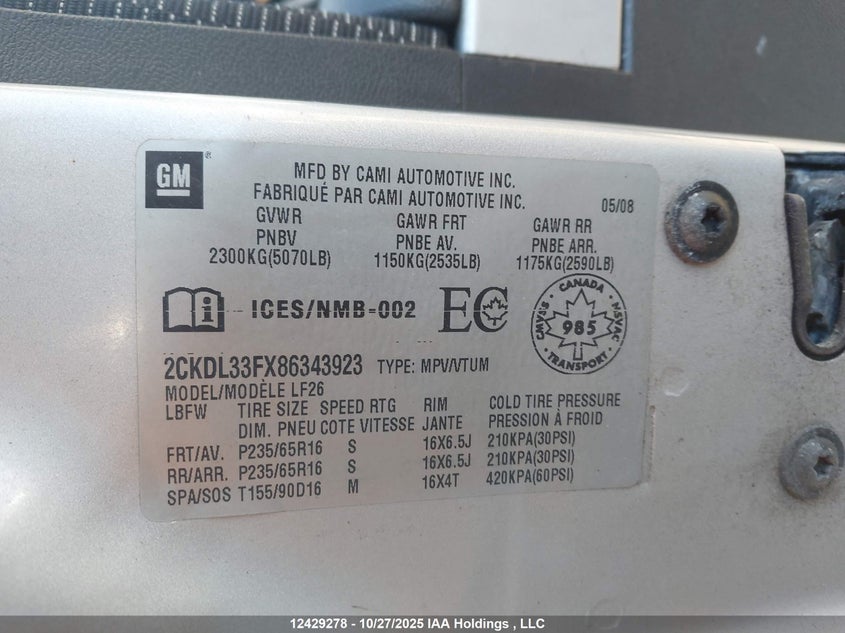 GM ®
MFD BY CAMI AUTOMOTIVE INC.
FABRIQUÉ PAR CAMI AUTOMOTIVE INC.
05/08
GVWR GAWR FRT GAWR RR
PNBV PNBE AV. PNBE ARR.
2300KG(5070LB) 1150KG(2535LB) 1175KG(2590LB)
i ICES/NMB-002 EC
CANADA
CMVSS 985 NSVAC
TRANSPORT
2CKDL33FX86343923 TYPE: MPV/VTUM
MODEL/MODÈLE LF26
LBFW TIRE SIZE SPEED RTG RIM COLD TIRE PRESSURE
DIM. PNEU COTE VITESSE JANTE PRESSION À FROID
FRT/AV. P235/65R16 S 16X6.5J 210KPA(30PSI)
RR/ARR. P235/65R16 S 16X6.5J 210KPA(30PSI)
SPA/SOS T155/90D16 M 16X4T 420KPA(60PSI)
12429278 - 10/27/2025 IAA Holdings , LLC